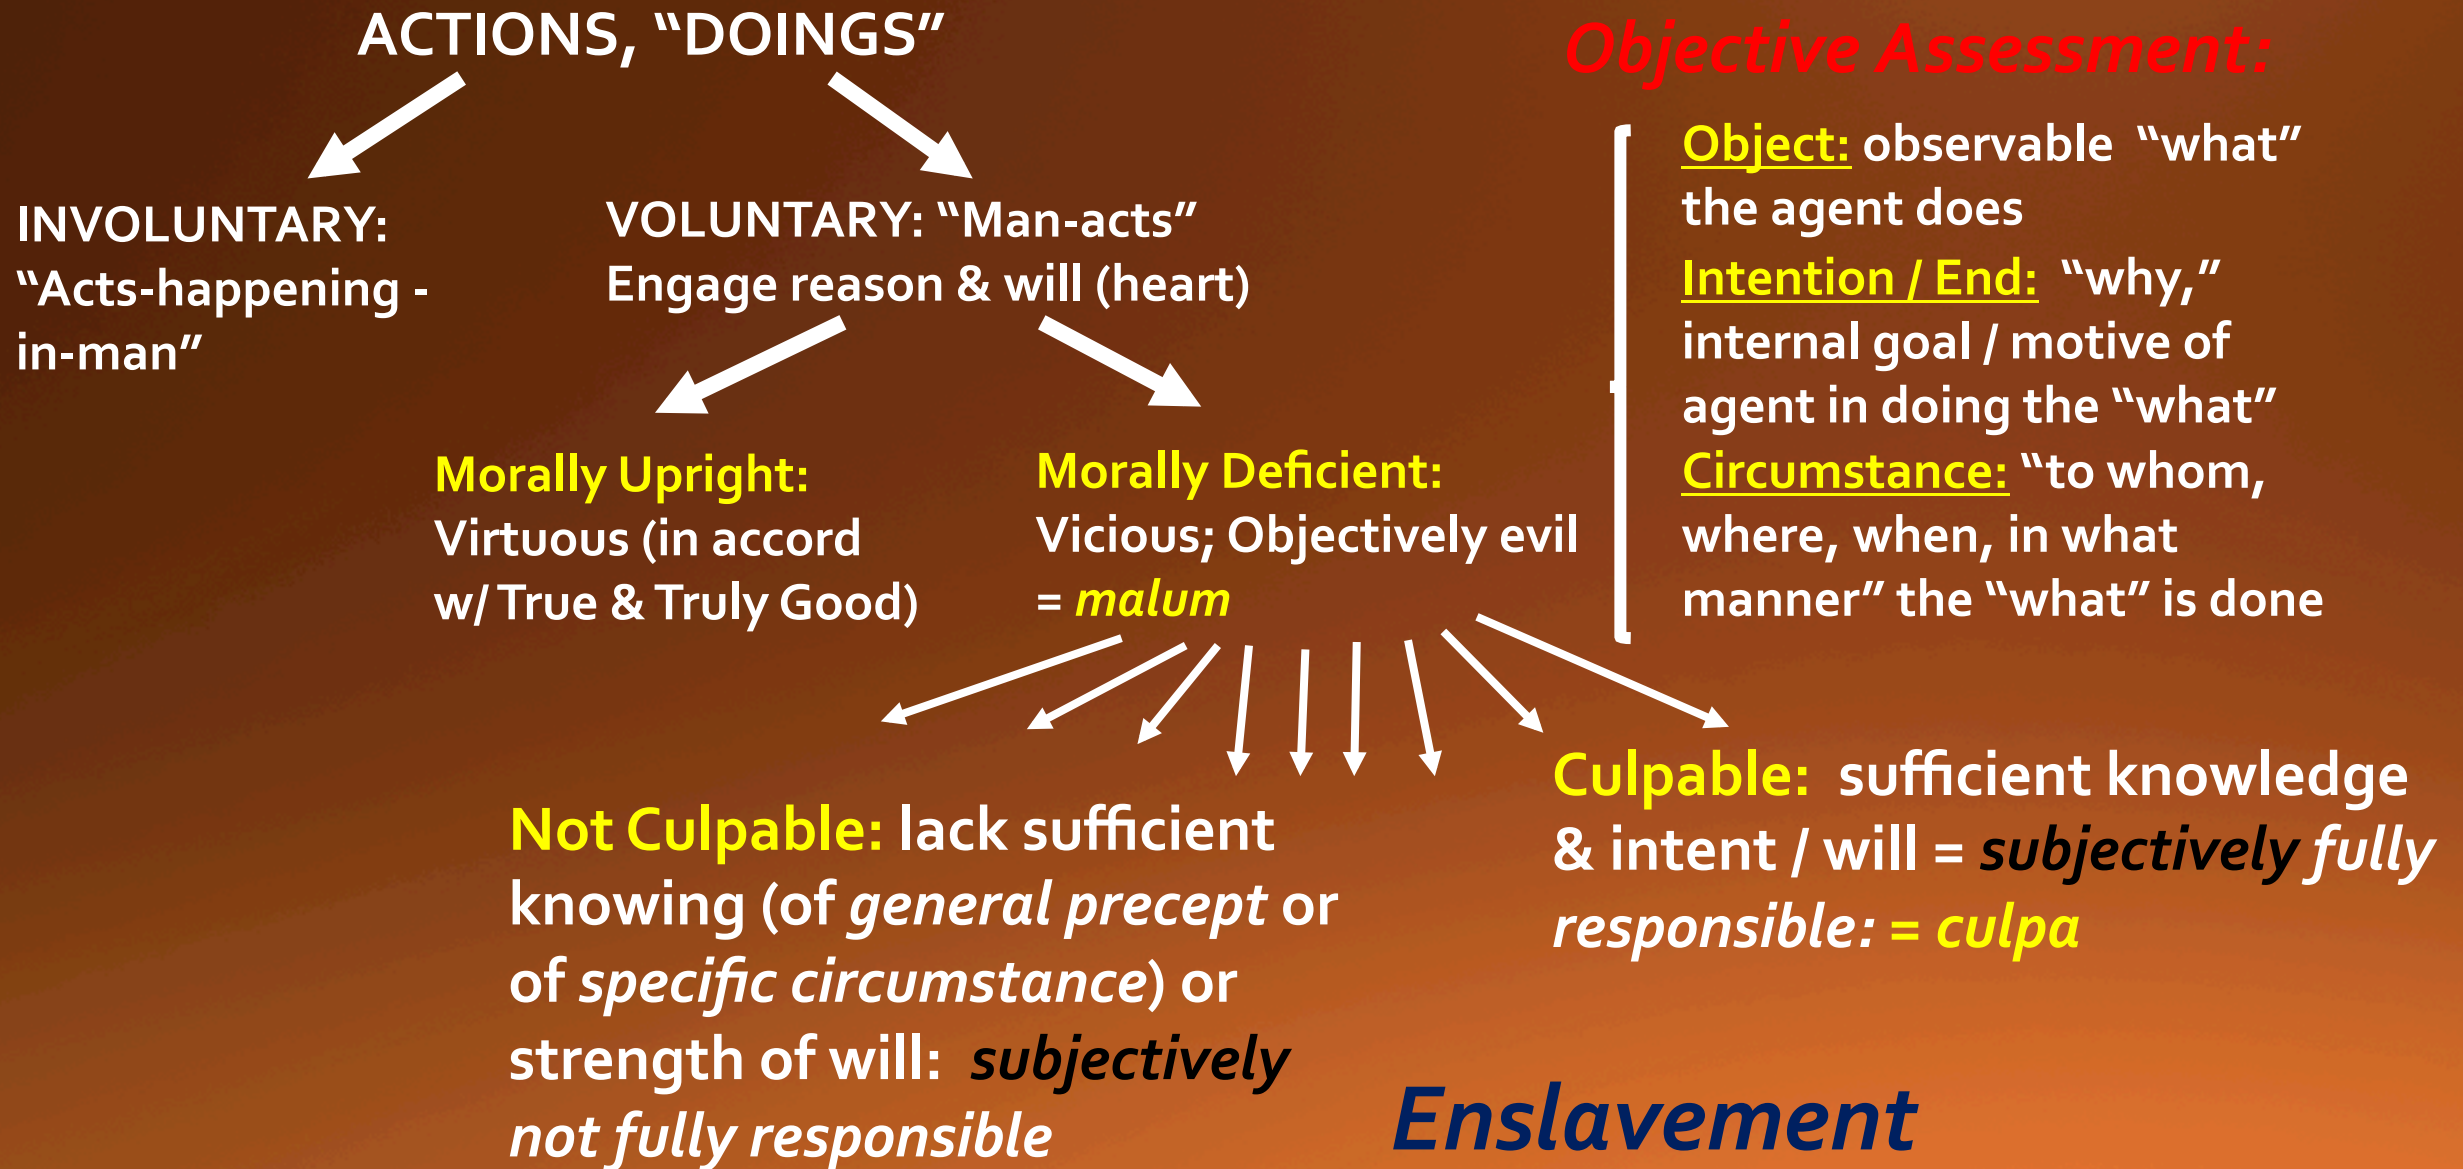 ACTIONS, “DOINGS”
INVOLUNTARY:
“Acts-happening -
in-man”
VOLUNTARY: “Man-acts”
Engage reason & will (heart)
Morally Upright:
Virtuous (in accord
w/ True & Truly Good)
Morally Deficient:
Vicious; Objectively evil
= malum
Objective Assessment:
Object: observable “what”
the agent does
Intention / End: “why,”
internal goal / motive of
agent in doing the “what”
Circumstance: “to whom,
where, when, in what
manner” the “what” is done
Not Culpable: lack sufficient
knowing (of general precept or
of specific circumstance) or
strength of will: subjectively
not fully responsible
Culpable: sufficient knowledge
& intent / will = subjectively fully
responsible: = culpa
Enslavement